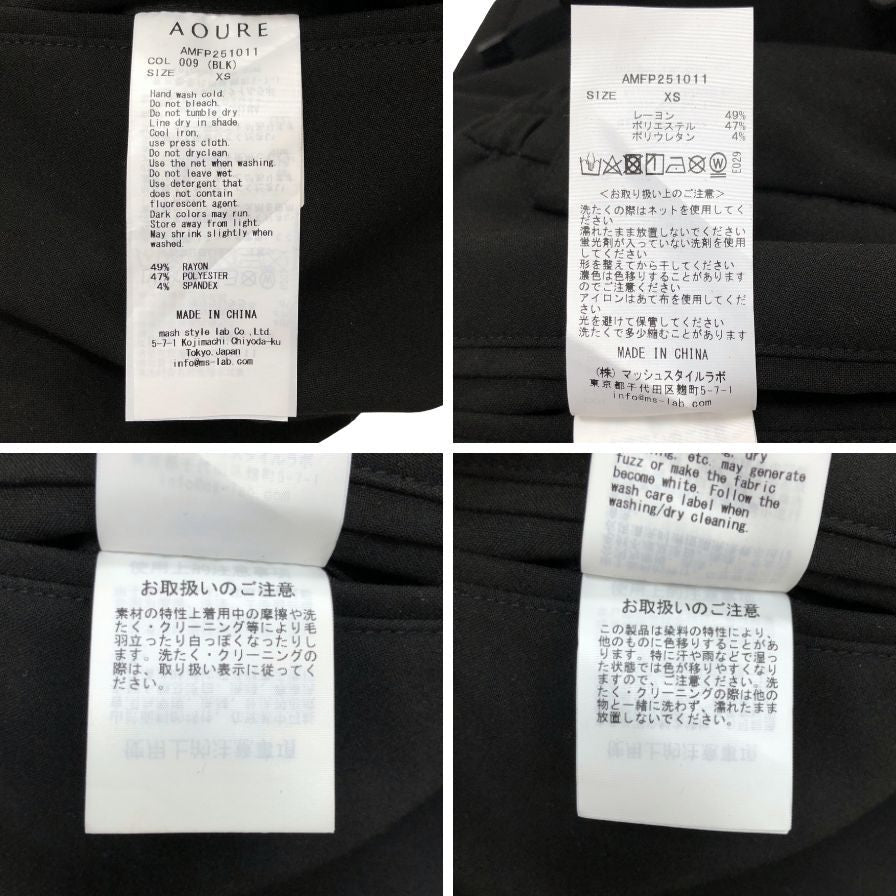 AOURE
AMFP251011
COL 009 (BLK)
SIZE XS
Hand wash cold.
Do not bleach.
Do not tumble dry
Line dry in shade
Cool iron,
use press cloth.
Do not dryclean.
Use the net when washing.
Do not leave wet.
Use detergent that
does not contain
fluorescent agent.
Dark colors may run.
Store away from light.
May shrink slightly when
washed.
49% RAYON
47% POLYESTER
4% SPANDEX
MADE IN CHINA
mash style lab Co.,Ltd.
5-7-1 Kojimachi Chiyoda-ku
Tokyo,Japan
info@ms-lab.com
AMFP251011
SIZE XS
レーヨン 49%
ポリエステル 47%
ポリウレタン 4%
W
E029
<お取り扱い上のご注意>
洗たくの際はネットを使用してく
ださい
濡れたまま放置しないでください
蛍光剤が入っていない洗剤を使用
してください
形を整えてから干してください
濃色は色移りすることがあります
のでご注意ください
アイロンはあて布を使用してくだ
さい
光を避けて保管してください
洗たくで多少縮むことがあります
MADE IN CHINA
(株) マッシュスタイルラボ
東京都千代田区麹町5-7-1
info@ms-lab.com
お取扱いのご注意
素材の特性上着用中の摩擦や洗
たく・クリーニング等により毛
羽立ったり白っぽくなったりし
ます。洗たく・クリーニングの
際は、取り扱い表示に従ってく
ださい。
dry
etc. may generate
fuzz or make the fabric
become white. Follow the
wash care label when
washing/dry cleaning.
お取扱いのご注意
この製品は染料の特性により、
他のものに色移りすることがあ
ります。特に汗や雨などで湿っ
た状態では色が移りやすくなり
ますので、ご注意ください。洗
たく・クリーニングの際は他の
物と一緒に洗わず、濡れたまま
放置しないでください。